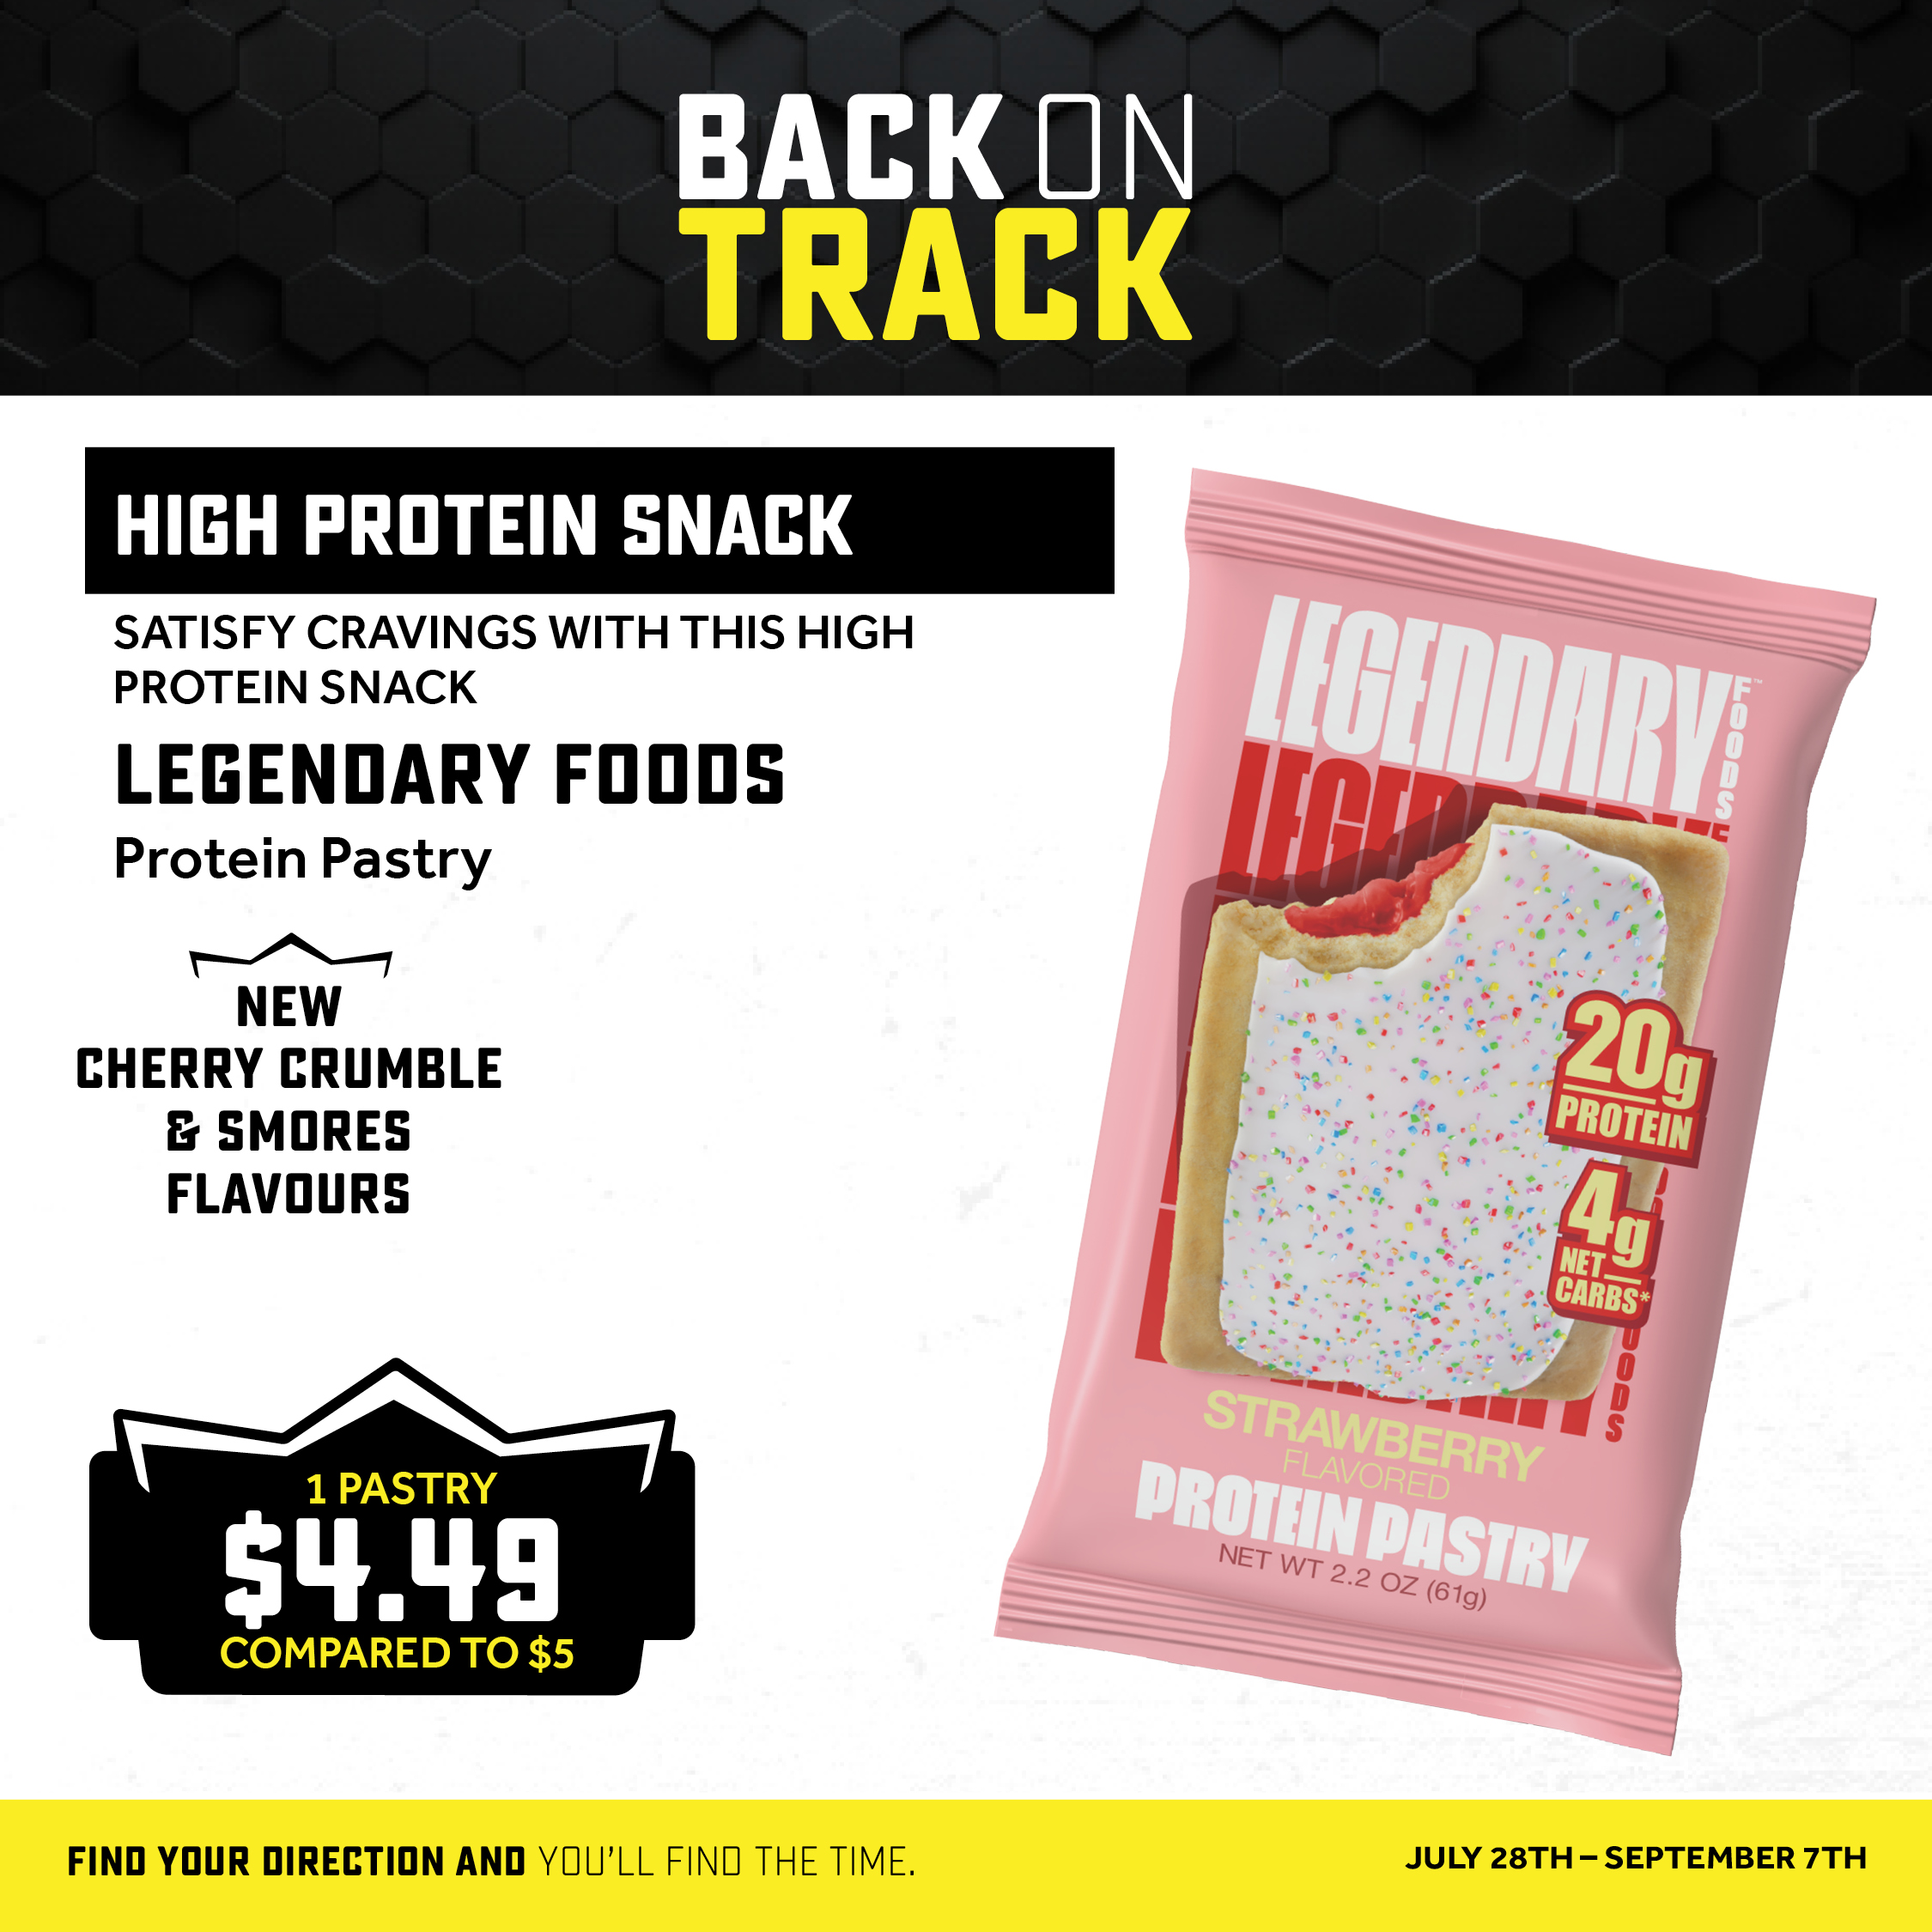 BACK ON
TRACK
HIGH PROTEIN SNACK
SATISFY CRAVINGS WITH THIS HIGH
PROTEIN SNACK
LEGENDARY FOODS
Protein Pastry
NEW
CHERRY CRUMBLE
& SMORES
FLAVOURS
1 PASTRY
$4.49
COMPARED TO $5
LEGENDARY
FOODS™
20g
PROTEIN
4g
NET
CARBS*
STRAWBERRY
FLAVORED
PROTEIN PASTRY
NET WT 2.2 OZ (61g)
FIND YOUR DIRECTION AND YOU'LL FIND THE TIME.
JULY 28TH – SEPTEMBER 7TH